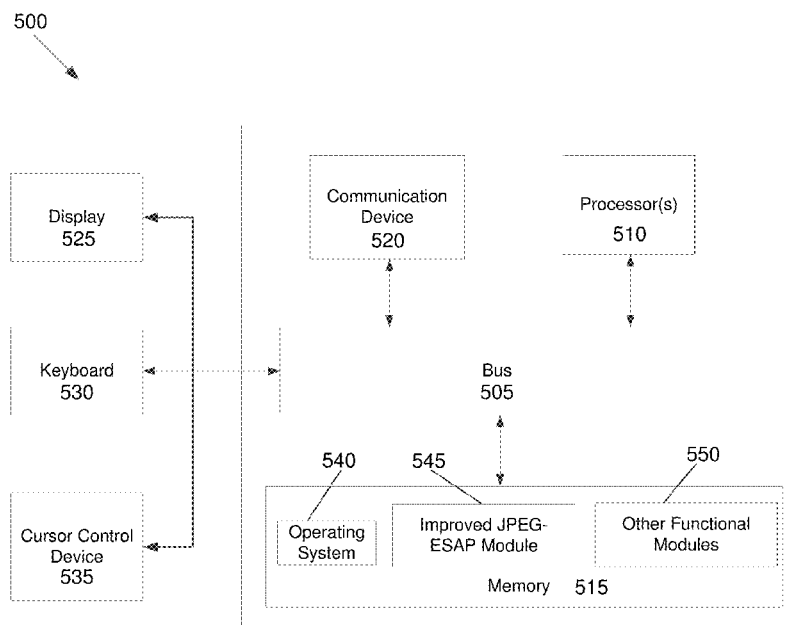 500
Display
525
Communication
Device
520
Processor(s)
510
Keyboard
530
Bus
505
540
545
550
Cursor Control
Device
535
Operating
System
Improved JPEG-
ESAP Module
Other Functional
Modules
Memory 515